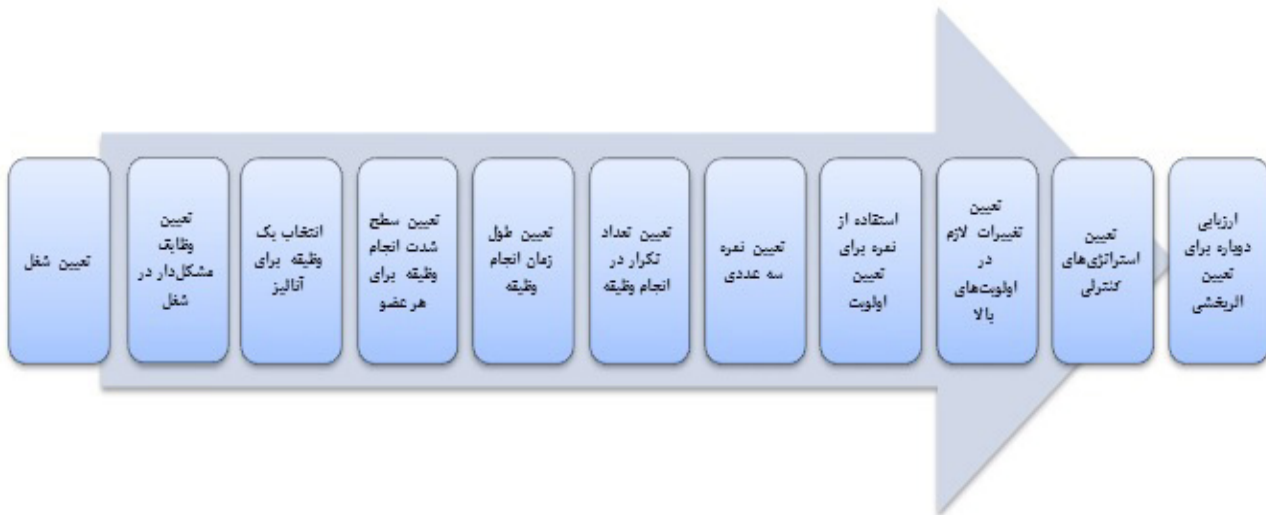 تعیین شغل
تعیین
وظایف
مشکل‌دار در
شغل
انتخاب یک
وظیفه برای
آنالیز
تعیین سطح
شدت انجام
وظیفه برای
هر عضو
تعیین طول
زمان انجام
وظیفه
تعیین تعداد
تکرار در
انجام وظیفه
تعیین نمره
سه عددی
استفاده از
نمره برای
تعیین
اولویت
تعیین
تغییرات لازم
در
اولویت‌های
بالا
تعیین
استراتژی‌های
کنترلی
ارزیابی
دوباره برای
تعیین
اثربخشی